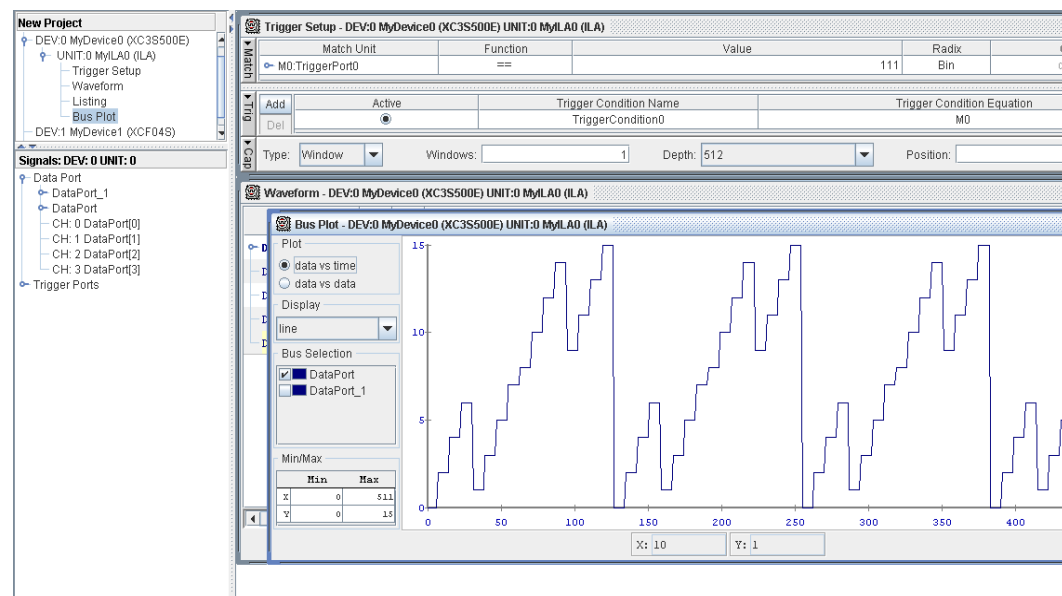 New Project
DEV:0 MyDevice0 (XC3S500E)
UNIT:0 MyILA0 (ILA)
Trigger Setup
Waveform
Listing
Bus Plot
DEV:1 MyDevice1 (XCF04S)
Signals: DEV: 0 UNIT: 0
Data Port
DataPort_1
DataPort
CH: 0 DataPort[0]
CH: 1 DataPort[1]
CH: 2 DataPort[2]
CH: 3 DataPort[3]
Trigger Ports
Trigger Setup - DEV:0 MyDevice0 (XC3S500E) UNIT:0 MyILA0 (ILA)
Match
Match Unit Function Value Radix
M0:TriggerPort0 == 111 Bin
Trig
Add Active Trigger Condition Name Trigger Condition Equation
Del TriggerCondition0 M0
Cap
Type: Window Windows: 1 Depth: 512 Position:
Waveform - DEV:0 MyDevice0 (XC3S500E) UNIT:0 MyILA0 (ILA)
Bus Plot - DEV:0 MyDevice0 (XC3S500E) UNIT:0 MyILA0 (ILA)
Plot
data vs time
data vs data
Display
line
Bus Selection
DataPort
DataPort_1
Min/Max
Min Max
X 0 511
Y 0 15
15
10
5
0
0 50 100 150 200 250 300 350 400
X: 10 Y: 1